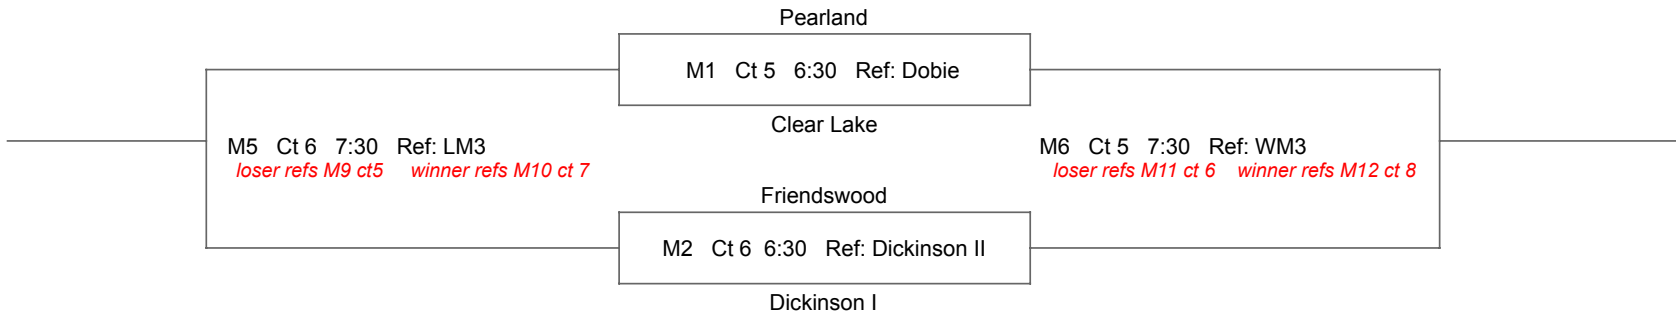 Pearland
M1 Ct 5 6:30 Ref: Dobie
Clear Lake
M5 Ct 6 7:30 Ref: LM3
loser refs M9 ct5 winner refs M10 ct 7
M6 Ct 5 7:30 Ref: WM3
loser refs M11 ct 6 winner refs M12 ct 8
Friendswood
M2 Ct 6 6:30 Ref: Dickinson II
Dickinson I